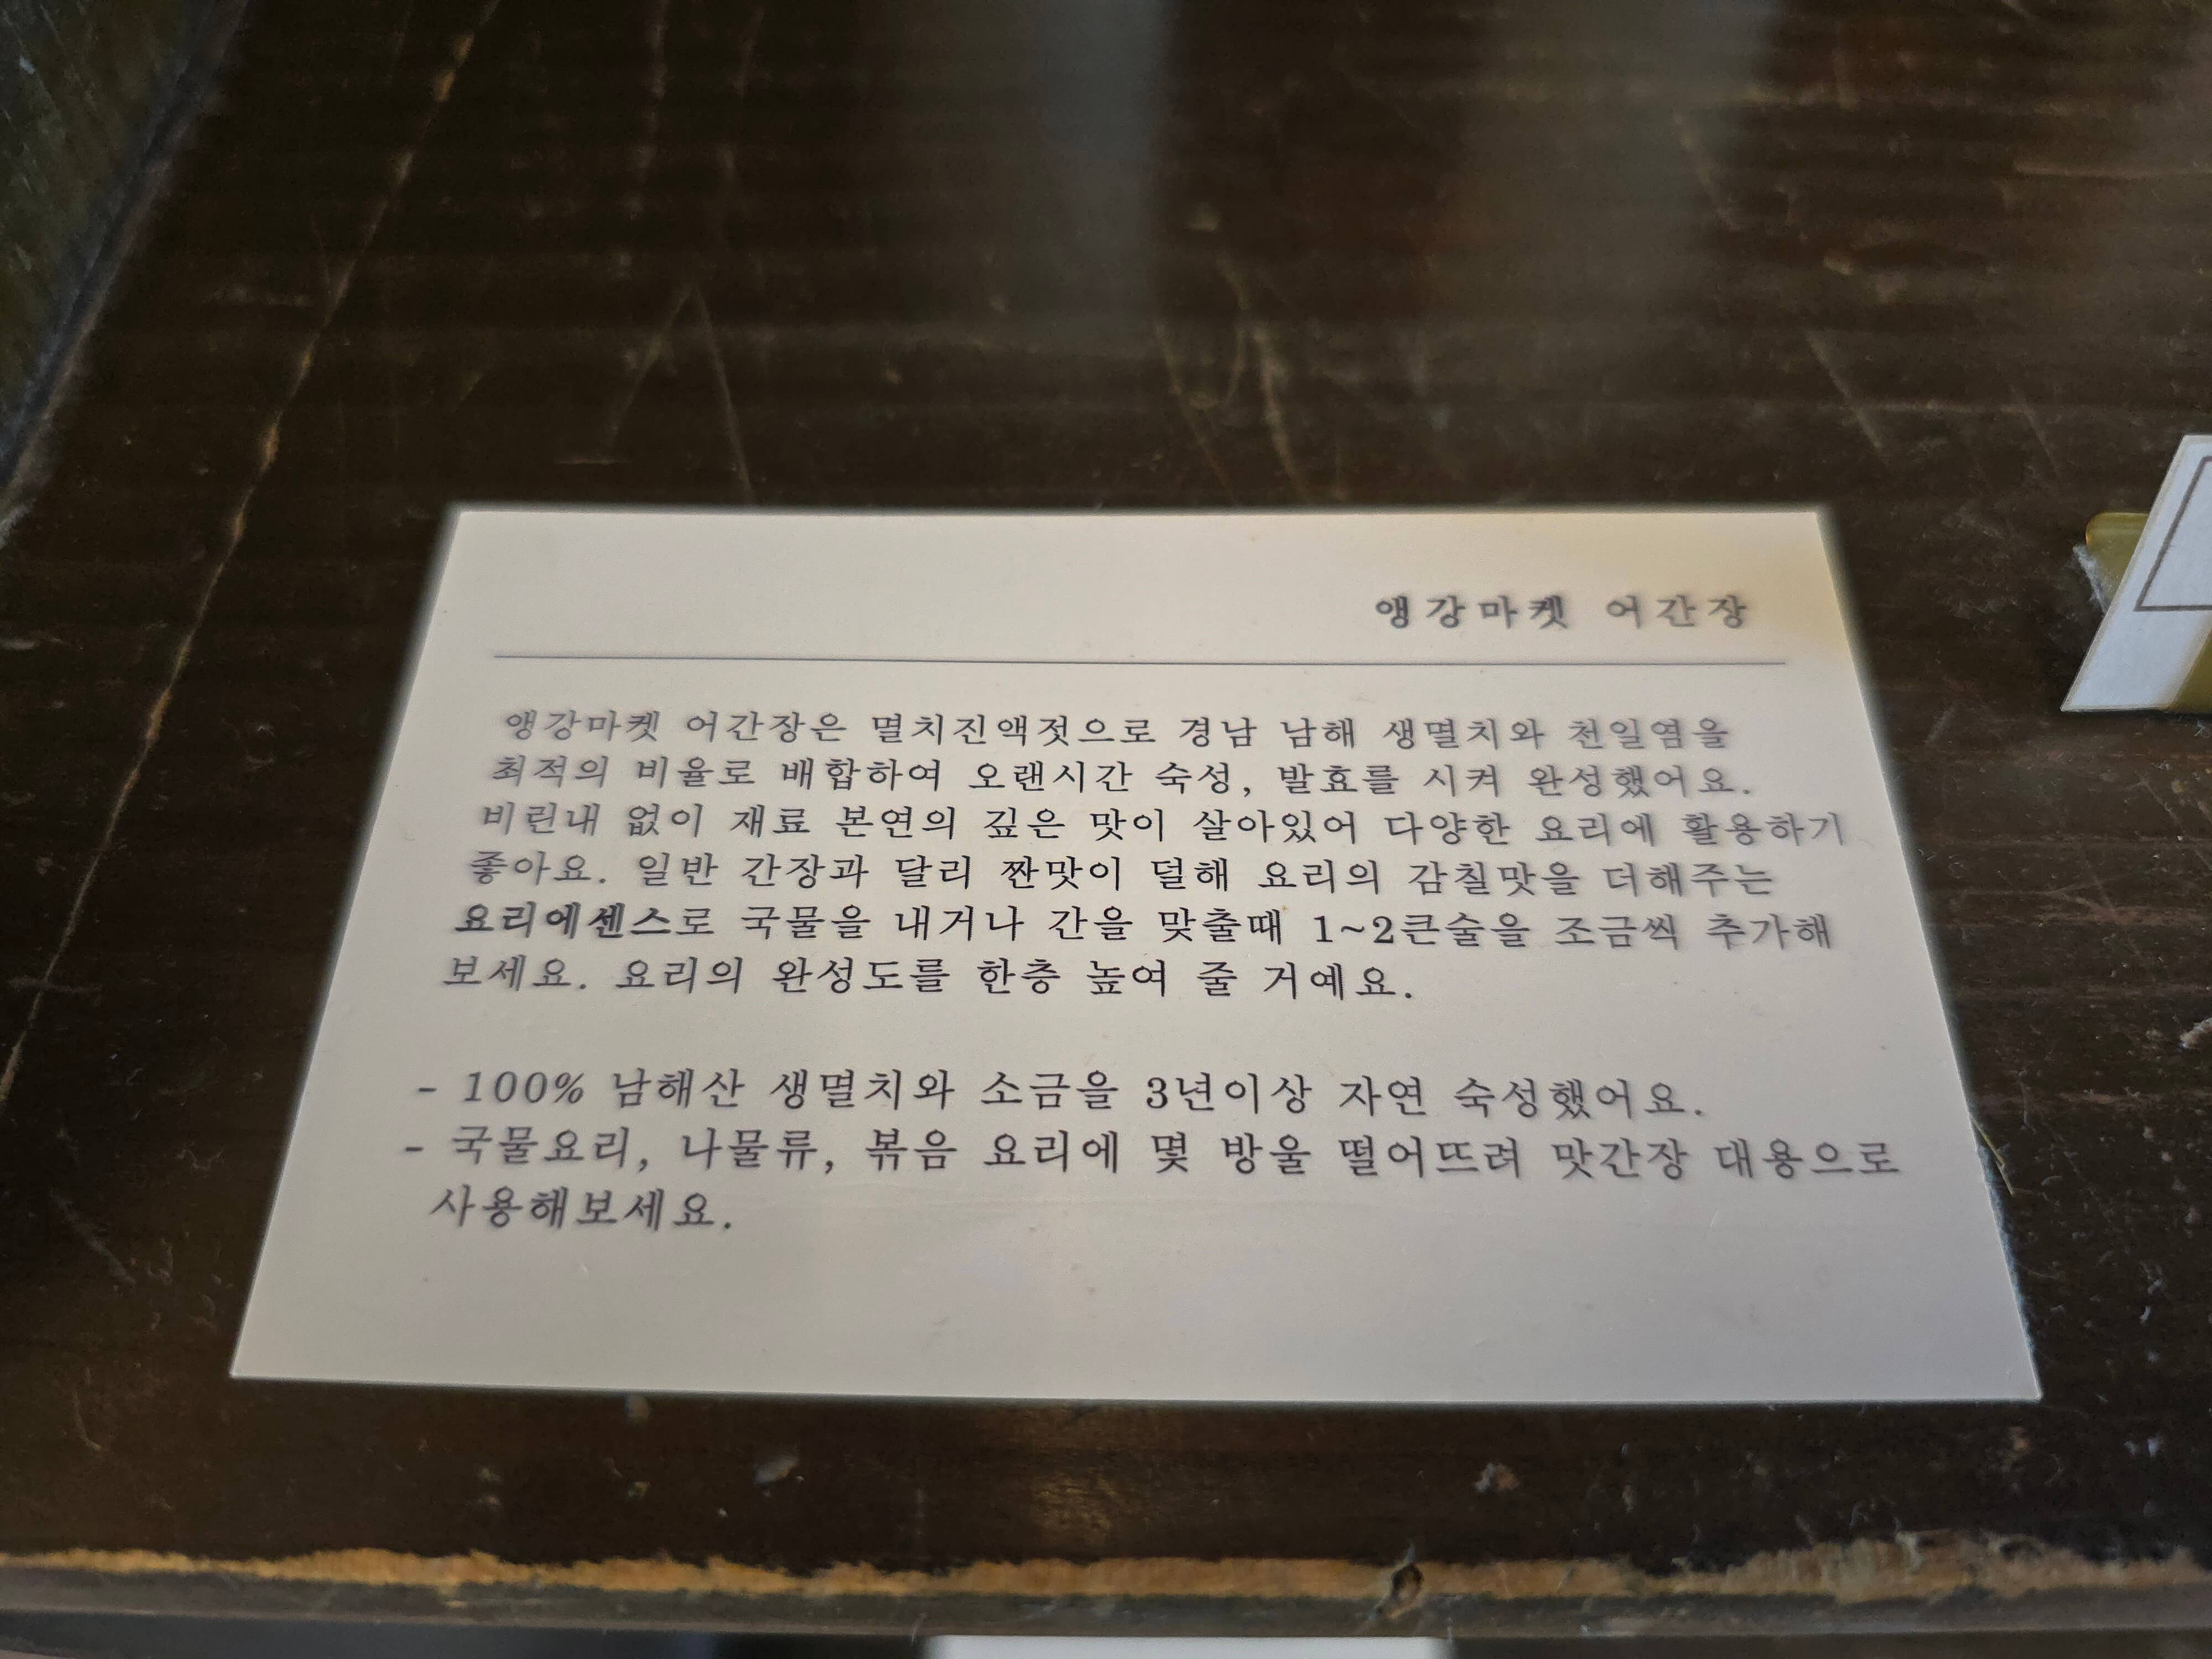 앵강마켓 어간장
앵강마켓 어간장은 멸치진액젓으로 경남 남해 생멸치와 천일염을
최적의 비율로 배합하여 오랜시간 숙성, 발효를 시켜 완성했어요.
비린내 없이 재료 본연의 깊은 맛이 살아있어 다양한 요리에 활용하기
좋아요. 일반 간장과 달리 짠맛이 덜해 요리의 감칠맛을 더해주는
요리에센스로 국물을 내거나 간을 맞출때 1~2큰술을 조금씩 추가해
보세요. 요리의 완성도를 한층 높여 줄 거예요.
- 100% 남해산 생멸치와 소금을 3년이상 자연 숙성했어요.
- 국물요리, 나물류, 볶음 요리에 몇 방울 떨어뜨려 맛간장 대용으로
사용해보세요.